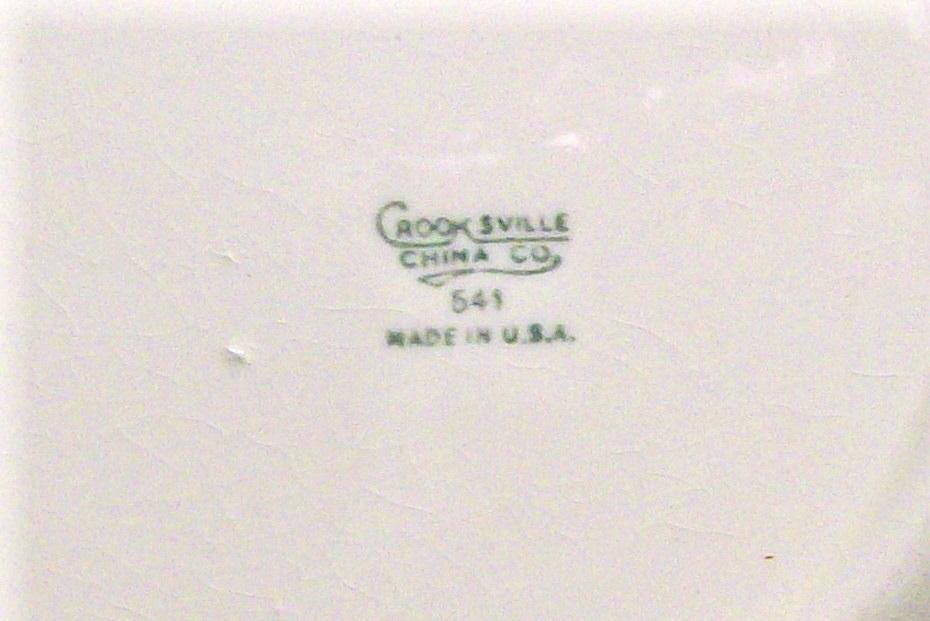 CROOKSVILLE
CHINA CO.
541
MADE IN U.S.A.